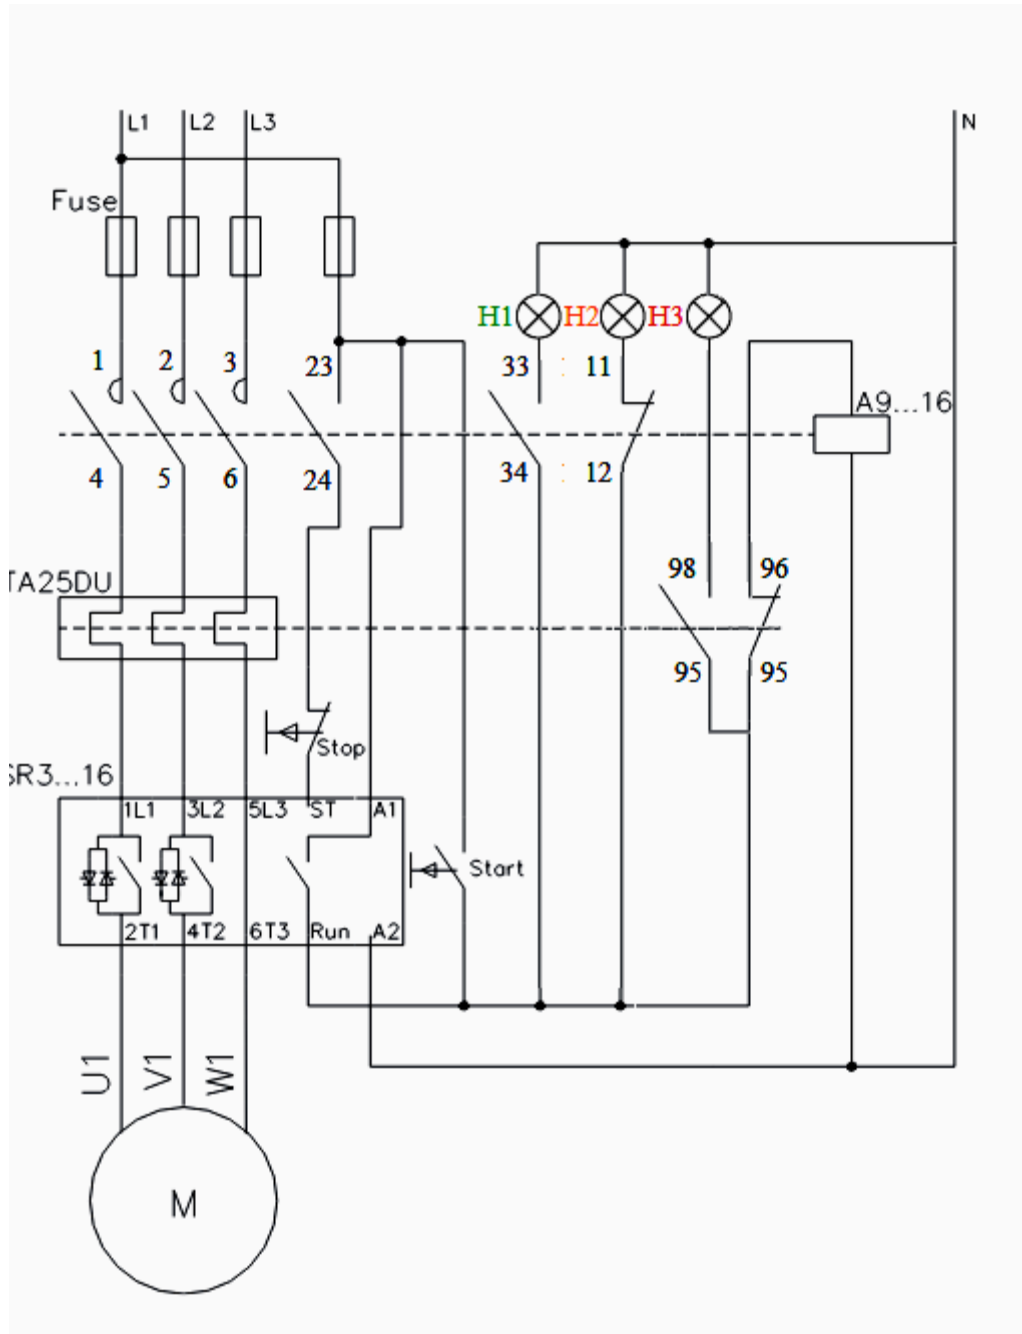 L1 L2 L3 N
Fuse
H1 H2 H3
1 2 3 23 33 11
A9...16
4 5 6 24 34 12
TA25DU
98 96
95 95
Stop
SR3...16
1L1 3L2 5L3 ST A1
Start
2T1 4T2 6T3 Run A2
U1 V1 W1
M